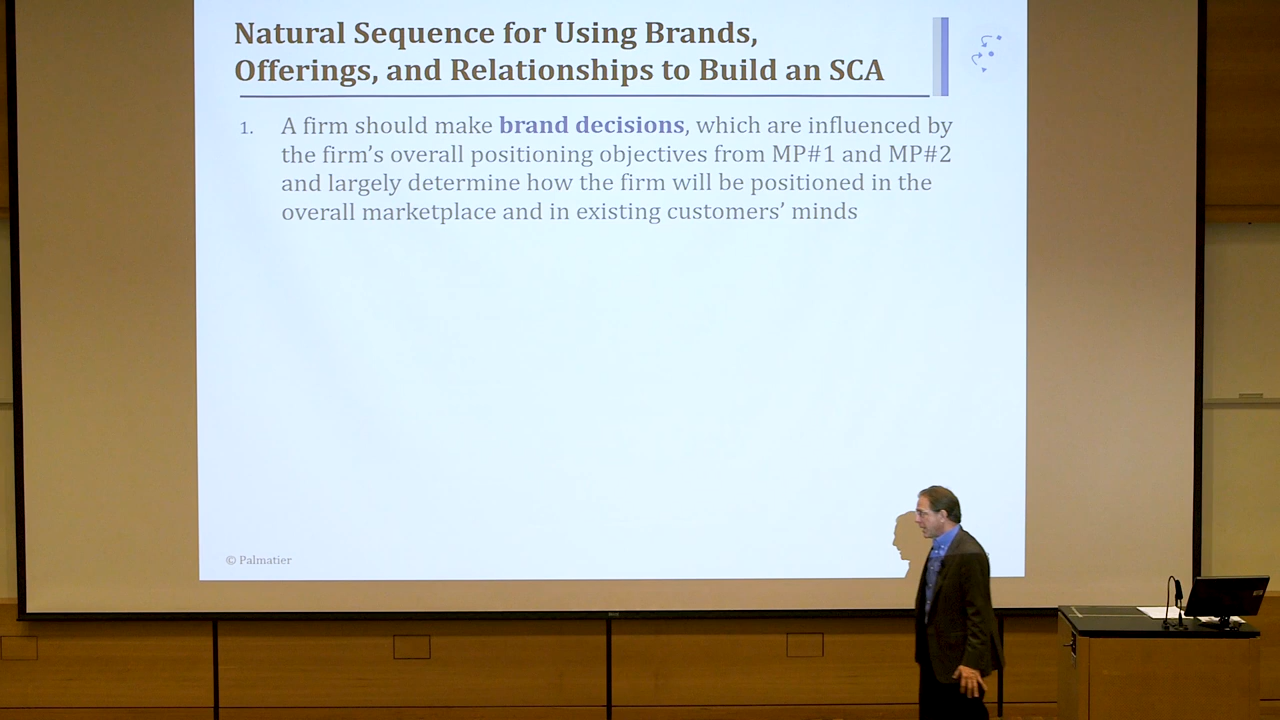 Natural Sequence for Using Brands,
Offerings, and Relationships to Build an SCA
1. A firm should make brand decisions, which are influenced by
the firm's overall positioning objectives from MP#1 and MP#2
and largely determine how the firm will be positioned in the
overall marketplace and in existing customers' minds
© Palmatier